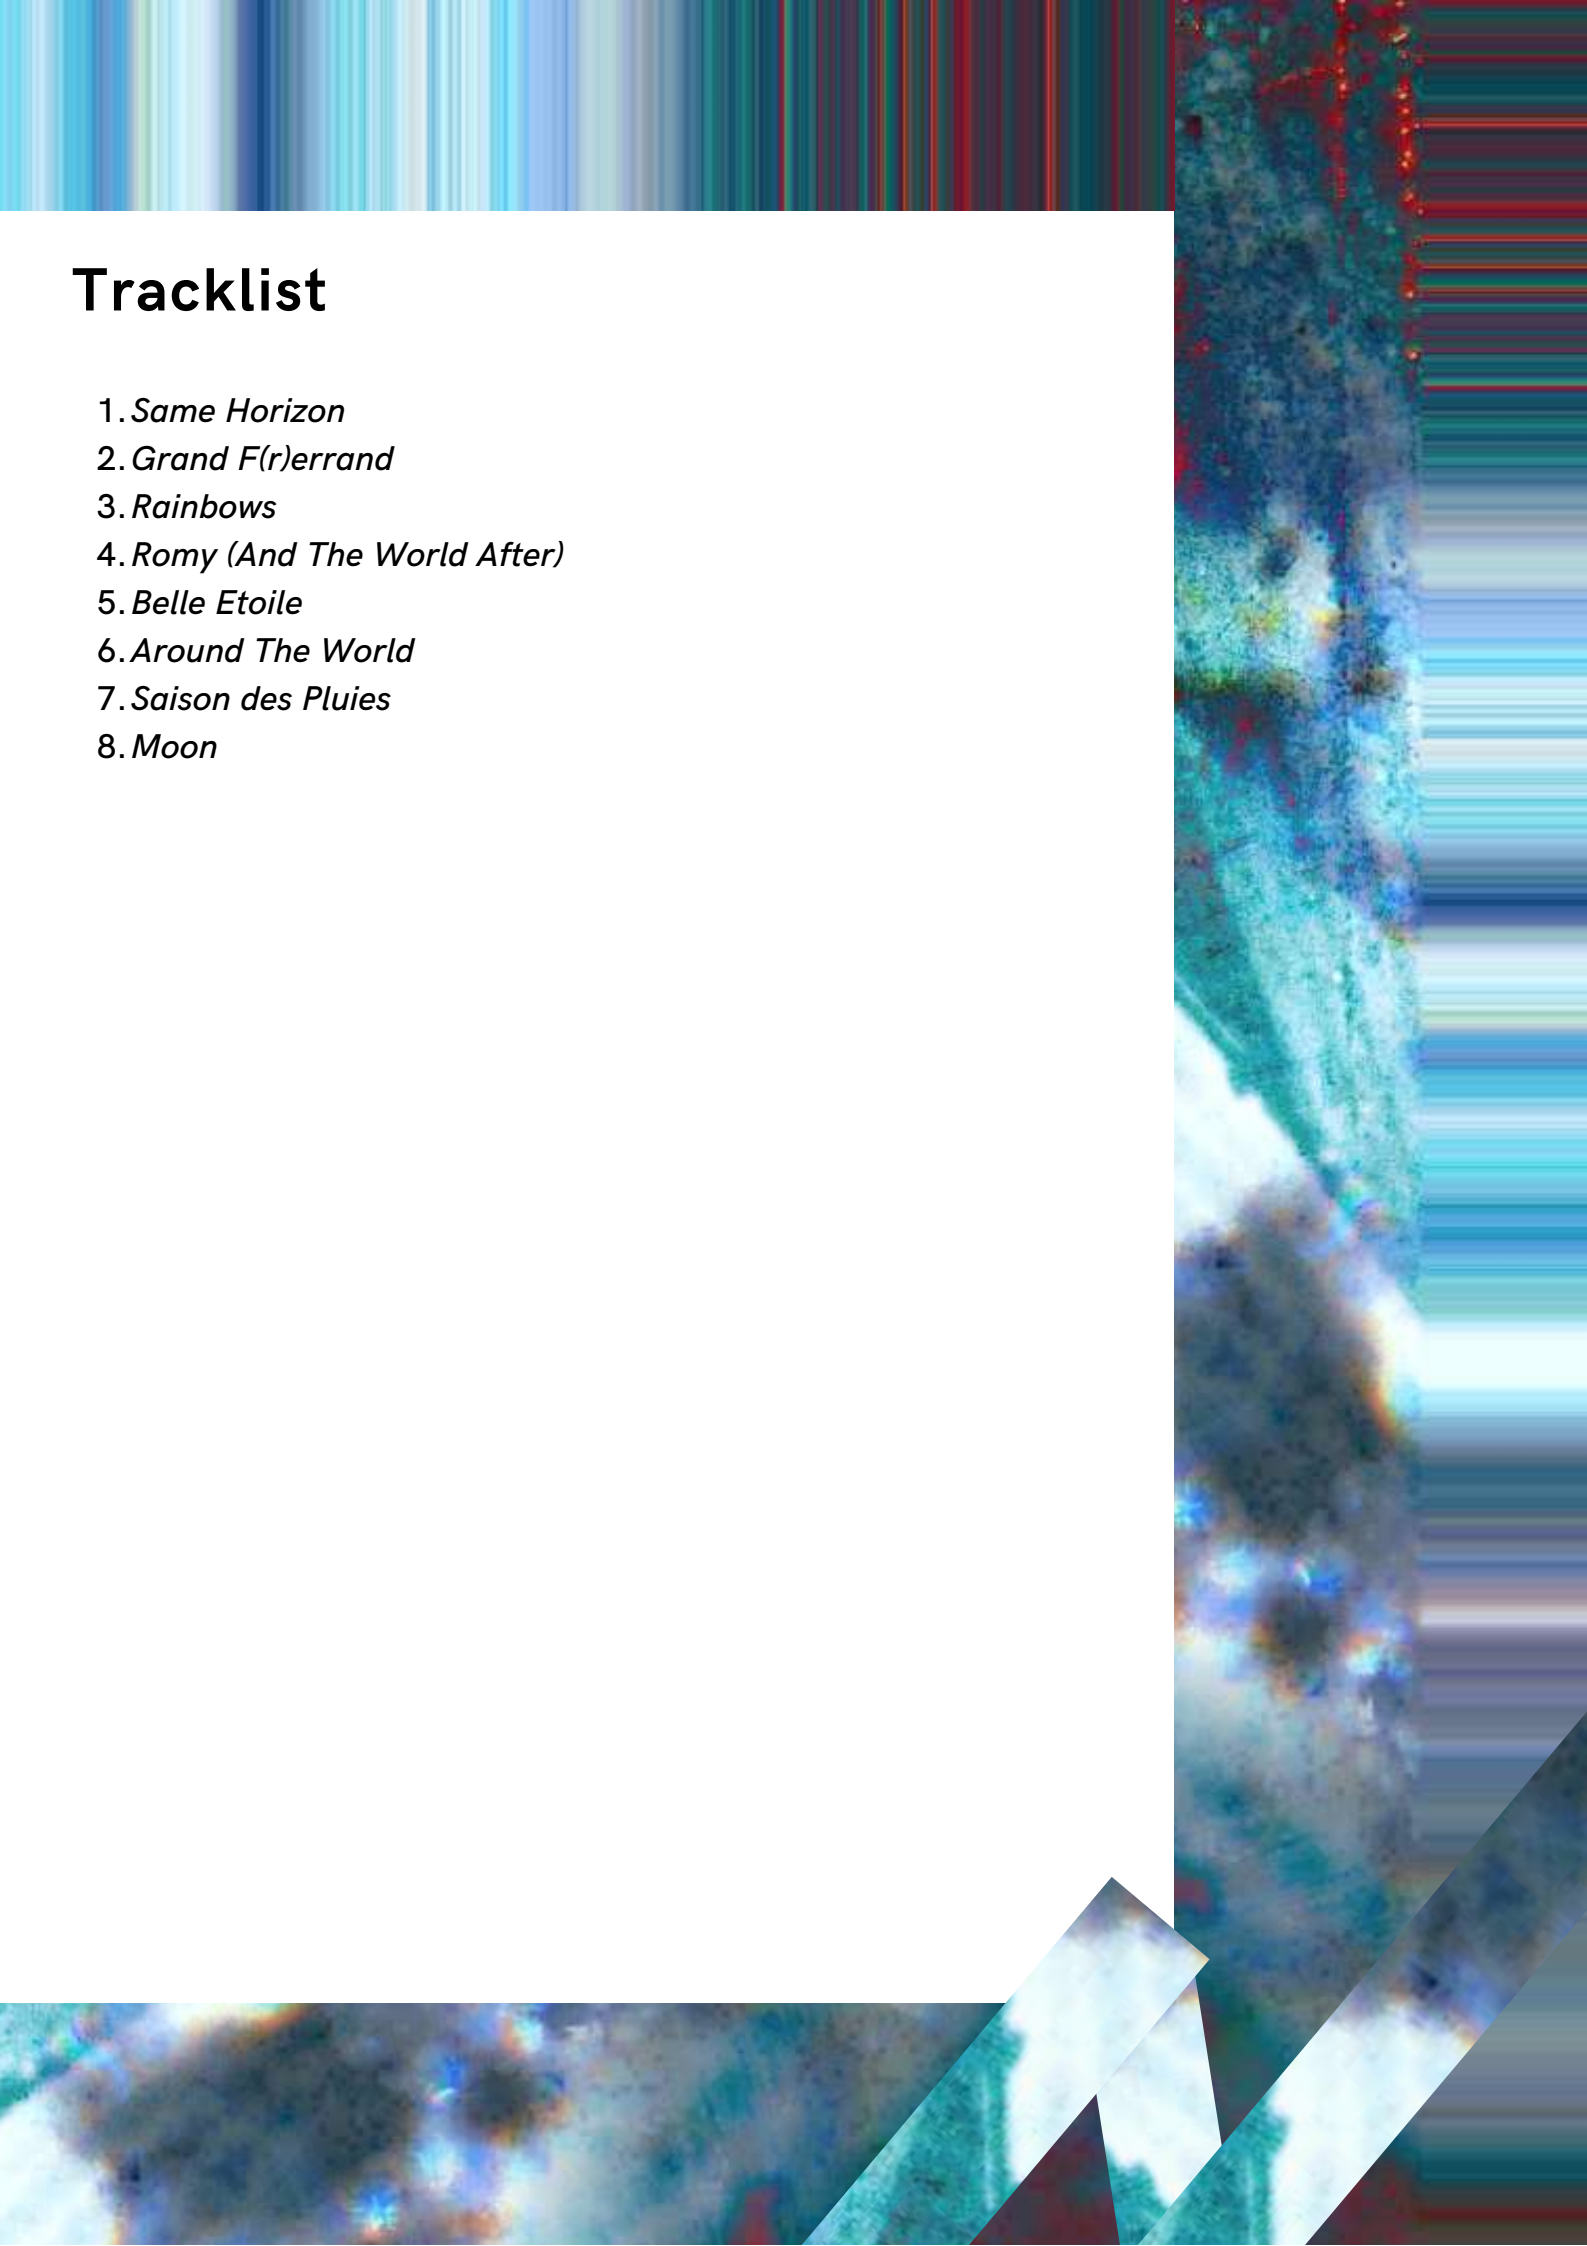 Tracklist
1. Same Horizon
2. Grand F(r)errand
3. Rainbows
4. Romy (And The World After)
5. Belle Etoile
6. Around The World
7. Saison des Pluies
8. Moon